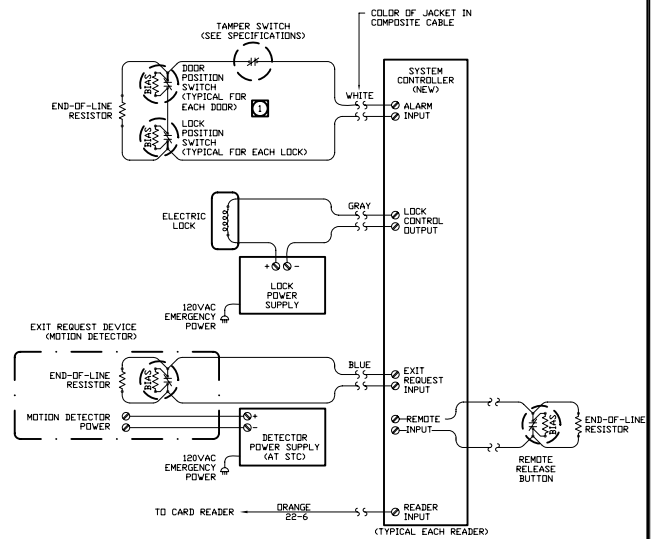 COLOR OF JACKET IN
COMPOSITE CABLE
TAMPER SWITCH
(SEE SPECIFICATIONS)
SYSTEM
CONTROLLER
(NEW)
BIAS
DOOR
POSITION
SWITCH
(TYPICAL FOR
EACH DOOR)
1
WHITE
ALARM
INPUT
END-OF-LINE
RESISTOR
BIAS
LOCK
POSITION
SWITCH
(TYPICAL FOR EACH LOCK)
ELECTRIC
LOCK
GRAY
LOCK
CONTROL
OUTPUT
+ -
LOCK
POWER
SUPPLY
120VAC
EMERGENCY
POWER
EXIT REQUEST DEVICE
(MOTION DETECTOR)
END-OF-LINE
RESISTOR
BIAS
BLUE
EXIT
REQUEST
INPUT
MOTION DETECTOR
POWER
+
-
DETECTOR
POWER SUPPLY
(AT STC)
120VAC
EMERGENCY
POWER
REMOTE
INPUT
BIAS
END-OF-LINE
RESISTOR
REMOTE
RELEASE
BUTTON
TO CARD READER
ORANGE
22-6
READER
INPUT
(TYPICAL EACH READER)